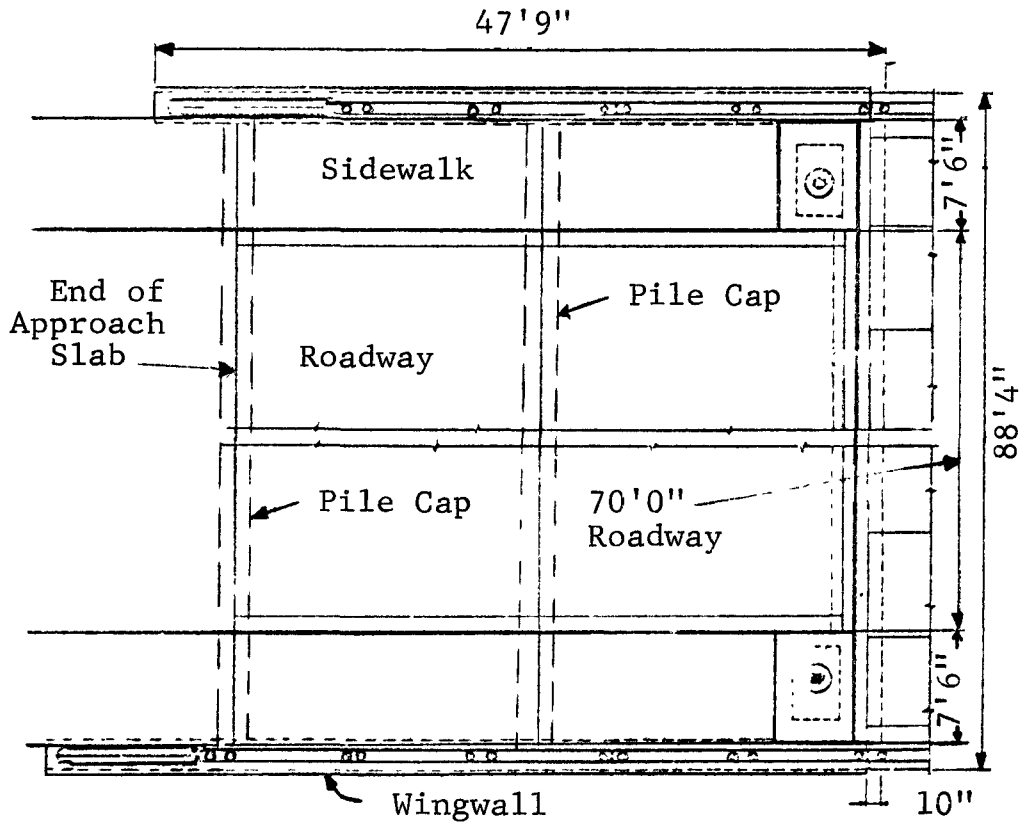 47'9"
Sidewalk
7'6"
End of
Approach
Slab
Pile Cap
Roadway
88'4"
Pile Cap
70'0"
Roadway
7'6"
Wingwall
10"